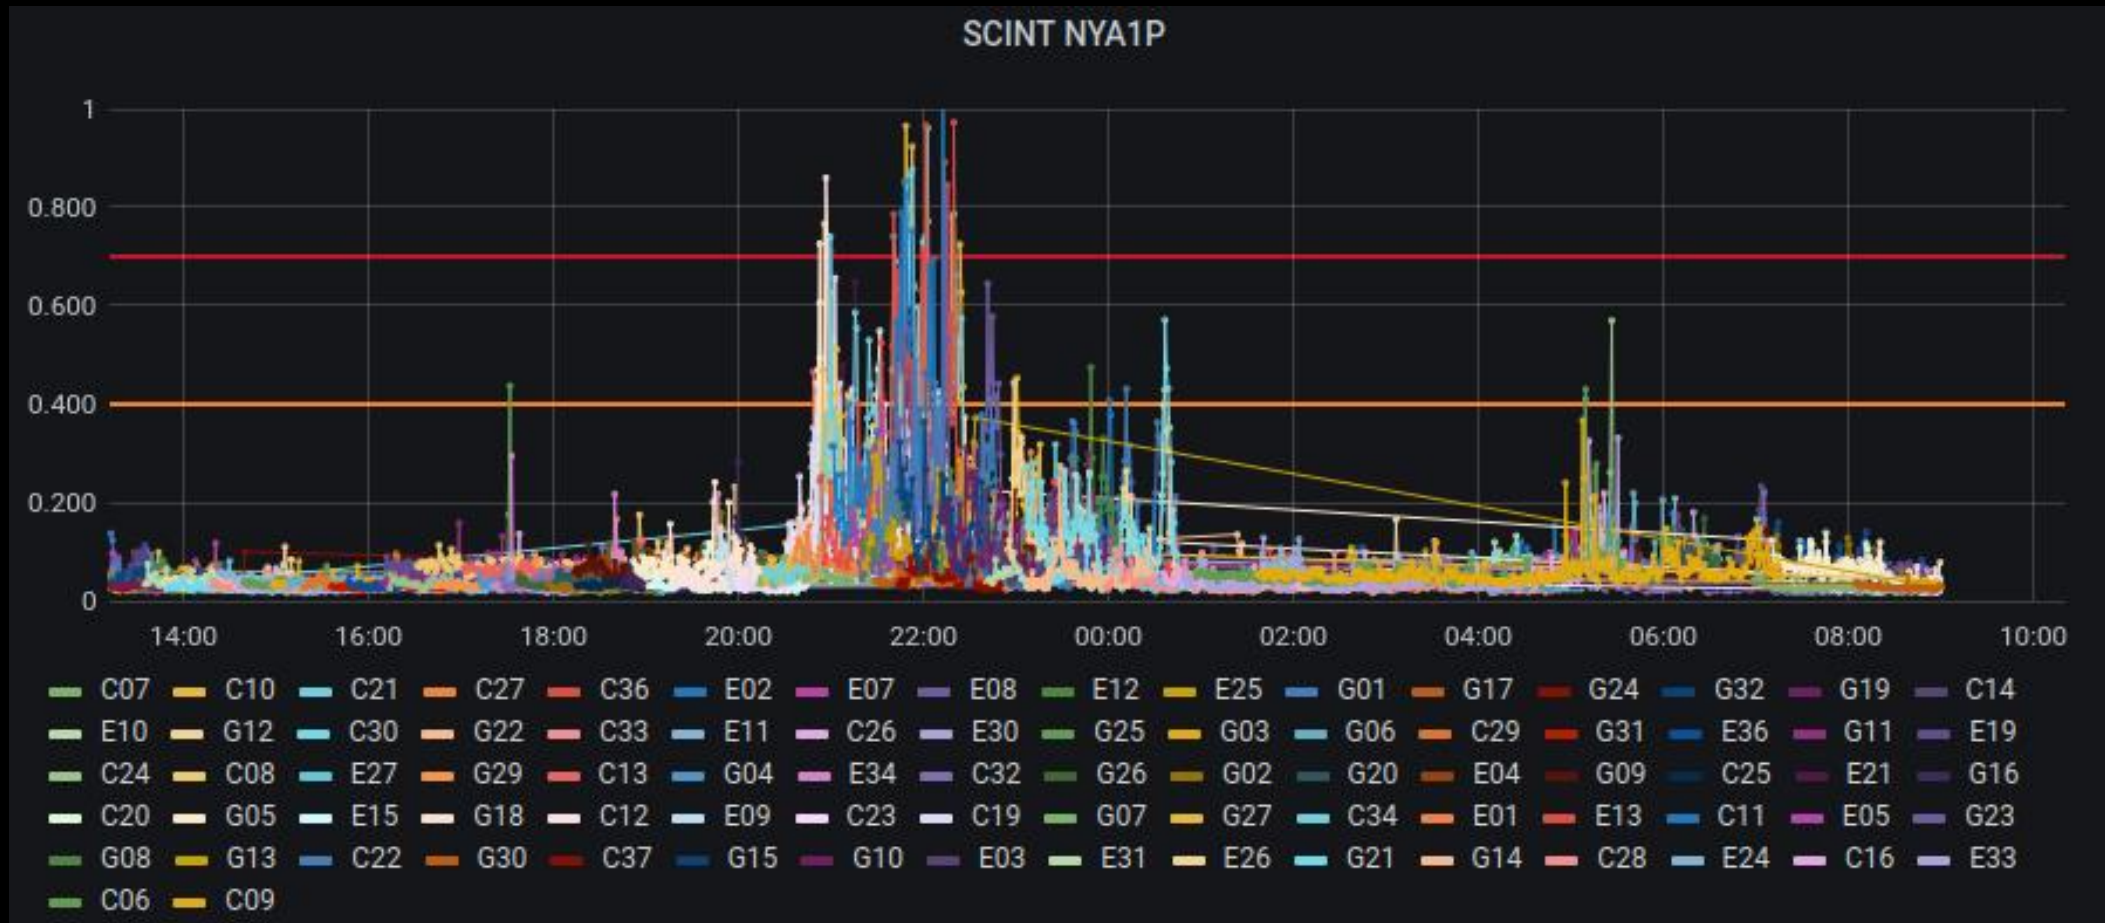 SCINT NYA1P
1
0.800
0.600
0.400
0.200
0
14:00 16:00 18:00 20:00 22:00 00:00 02:00 04:00 06:00 08:00 10:00
C07 C10 C21 C27 C36 E02 E07 E08 E12 E25 G01 G17 G24 G32 G19 C14
E10 G12 C30 G22 C33 E11 C26 E30 G25 G03 G06 C29 G31 E36 G11 E19
C24 C08 E27 G29 C13 G04 E34 C32 G26 G02 G20 E04 G09 C25 E21 G16
C20 G05 E15 G18 C12 E09 C23 C19 G07 G27 C34 E01 E13 C11 E05 G23
G08 G13 C22 G30 C37 G15 G10 E03 E31 E26 G21 G14 C28 E24 C16 E33
C06 C09